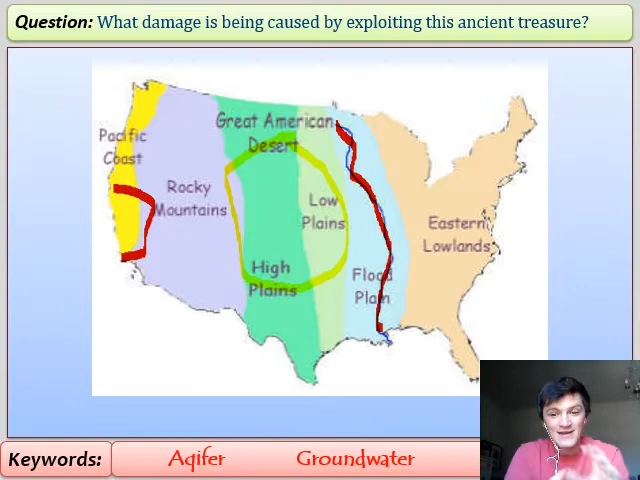 Question: What damage is being caused by exploiting this ancient treasure?
Great American
Desert
Pacific
Coast
Rocky
Mountains
Low
Plains
Eastern
Lowlands
High
Plains
Flood
Plain
Keywords: Aqifer Groundwater